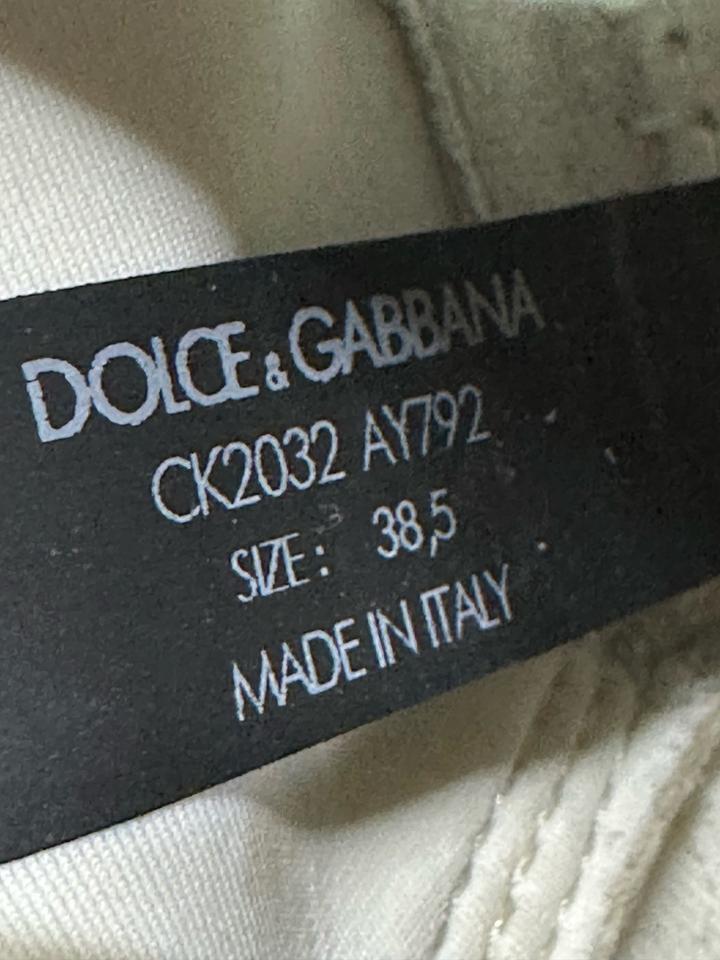 DOLCE & GABBANA
CK2032 AY792
SIZE: 38,5
MADE IN ITALY